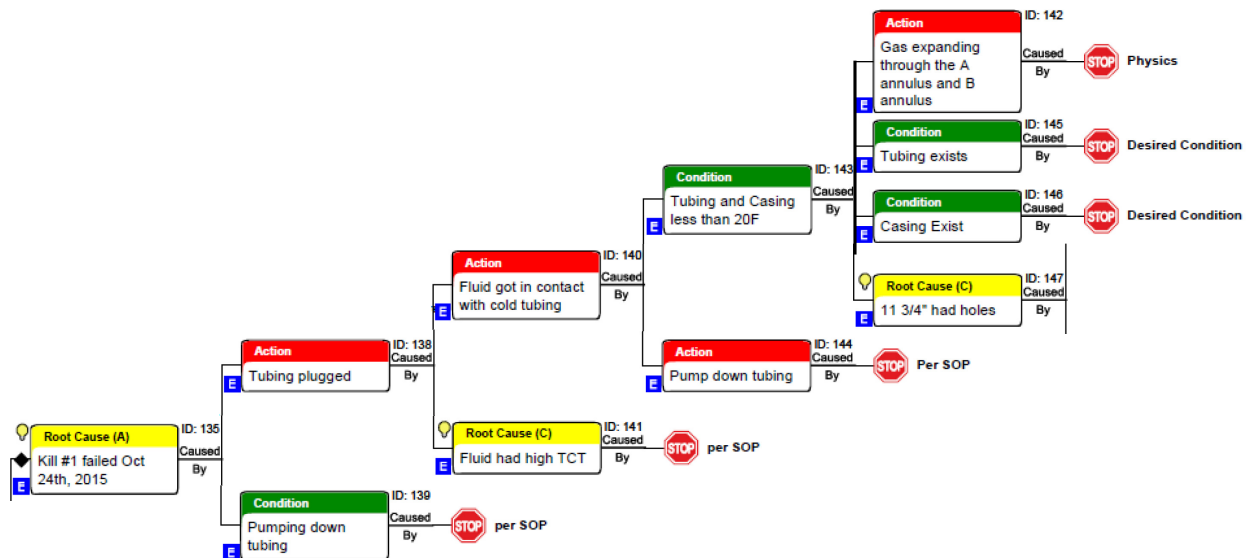 Action
ID: 142
Gas expanding
through the A
annulus and B
annulus
E
Caused
By
STOP
Physics
Condition
ID: 145
Tubing exists
E
Caused
By
STOP
Desired Condition
Condition
ID: 143
Tubing and Casing
less than 20F
E
Caused
By
Condition
ID: 146
Casing Exist
E
Caused
By
STOP
Desired Condition
Action
ID: 140
Fluid got in contact
with cold tubing
E
Caused
By
Root Cause (C)
ID: 147
11 3/4" had holes
E
Caused
By
Action
ID: 138
Tubing plugged
E
Caused
By
Action
ID: 144
Pump down tubing
E
Caused
By
STOP
Per SOP
Root Cause (A)
ID: 135
Kill #1 failed Oct
24th, 2015
E
Caused
By
Root Cause (C)
ID: 141
Fluid had high TCT
E
Caused
By
STOP
per SOP
Condition
ID: 139
Pumping down
tubing
E
Caused
By
STOP
per SOP